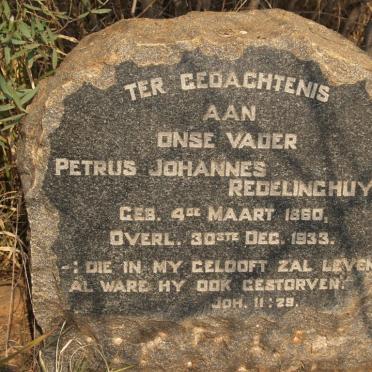 TER GEDACHTENIS
AAN
ONSE VADER
PETRUS JOHANNES
REDELINGHUY
GEB. 4DE MAART 1860,
OVERL. 30STE DEC. 1933.
-: DIE IN MY GELOOFT ZAL LEVEN
AL WARE HY OOK GESTORVEN.
JOH. 11:29.